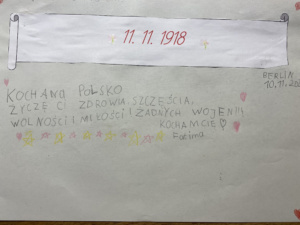 11. 11. 1918
BERLIN
10.11.20
KOCHANA POLSKO
ŻYCZĘ CI ZDROWIA, SZCZĘŚCIA,
WOLNOŚCI I MIŁOŚCI I ŻADNYCH WOJEN!!!
KOCHAM CIĘ
Fatima